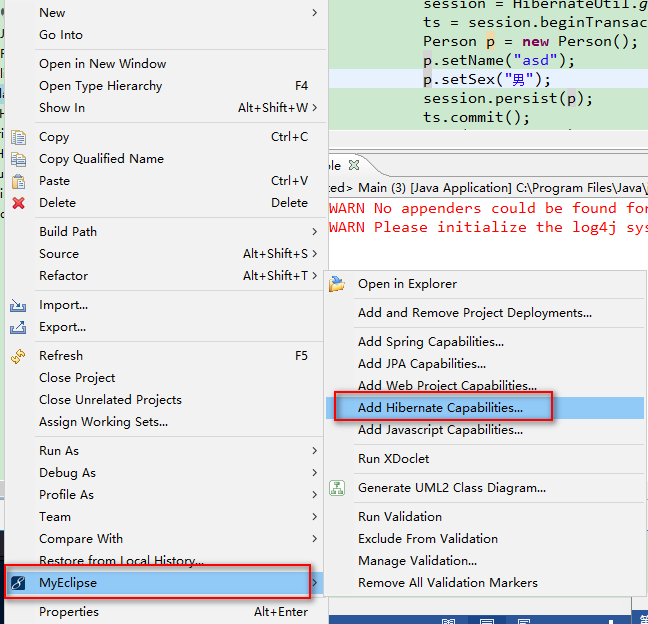 New
Go Into
Open in New Window
Open Type Hierarchy F4
Show In Alt+Shift+W
Copy Ctrl+C
Copy Qualified Name
Paste Ctrl+V
Delete Delete
Build Path
Source Alt+Shift+S
Refactor Alt+Shift+T
Import...
Export...
Refresh F5
Close Project
Close Unrelated Projects
Assign Working Sets...
Run As
Debug As
Profile As
Team
Compare With
Restore from Local History...
MyEclipse
Properties Alt+Enter
session = HibernateUtil.g
ts = session.beginTransac
Person p = new Person();
p.setName("asd");
p.setSex("男");
session.persist(p);
ts.commit();
ole
ted> Main (3) [Java Application] C:\Program Files\Java\
WARN No appenders could be found for
WARN Please initialize the log4j sys
Open in Explorer
Add and Remove Project Deployments...
Add Spring Capabilities...
Add JPA Capabilities...
Add Web Project Capabilities...
Add Hibernate Capabilities...
Add Javascript Capabilities...
Run XDoclet
Generate UML2 Class Diagram...
Run Validation
Exclude From Validation
Manage Validation...
Remove All Validation Markers